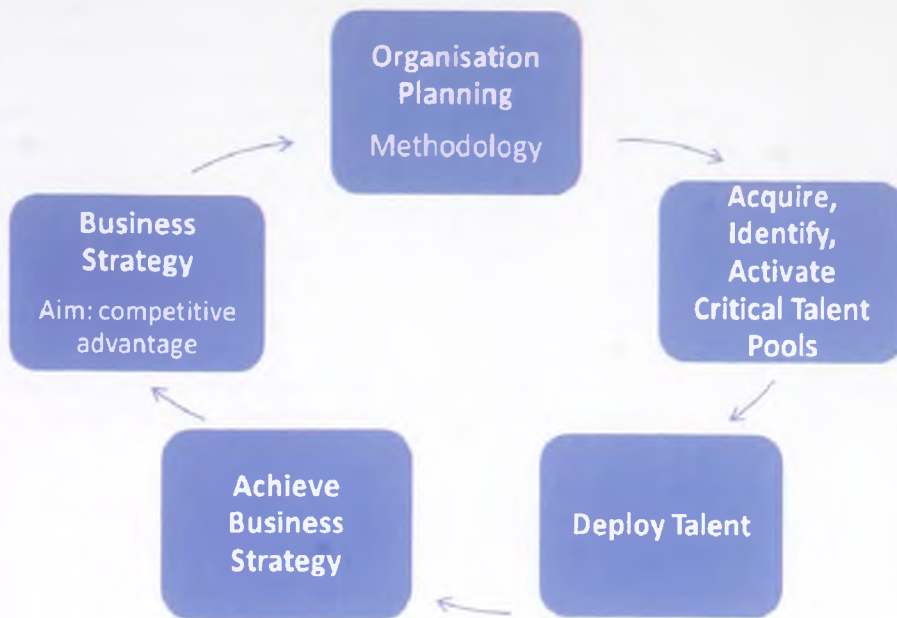 Organisation
Planning
Methodology
Acquire,
Identify,
Activate
Critical Talent
Pools
Deploy Talent
Achieve
Business
Strategy
Business
Strategy
Aim: competitive
advantage